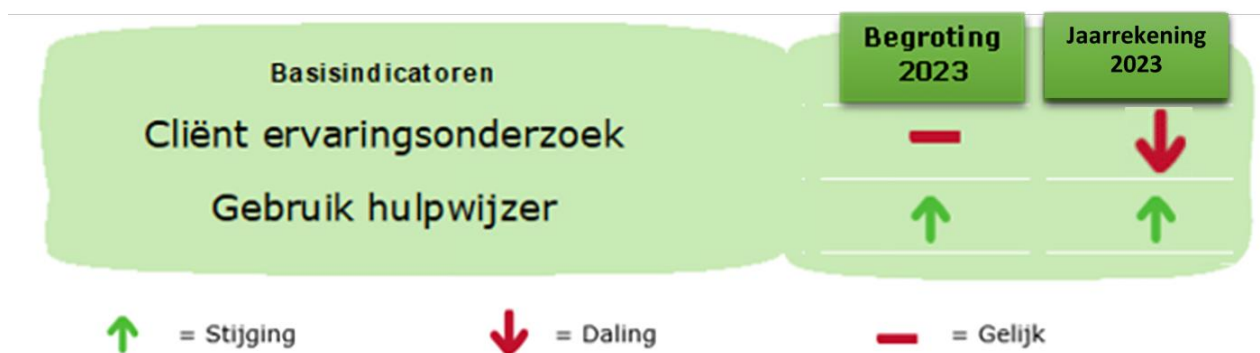 Basisindicatoren
Begroting
2023
Jaarrekening
2023
Cliënt ervaringsonderzoek
Gebruik hulpwijzer
= Stijging
= Daling
= Gelijk